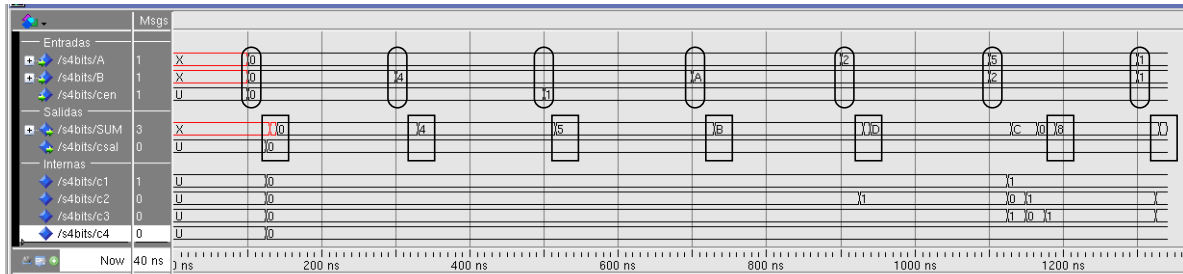 Msgs
Entradas
/s4bits/A 1 X 0 2 5 1
/s4bits/B 1 X 0 4 A 2 1
/s4bits/cen 1 U 0 1
Salidas
/s4bits/SUM 3 X 0 4 5 B D C 0 8
/s4bits/csal 0 U 0
Internas
/s4bits/c1 1 U 0 1
/s4bits/c2 0 U 0 1 0 1
/s4bits/c3 0 U 0 1 0 1
/s4bits/c4 0 U 0
Now 40 ns ns 200 ns 400 ns 600 ns 800 ns 1000 ns 1200 ns